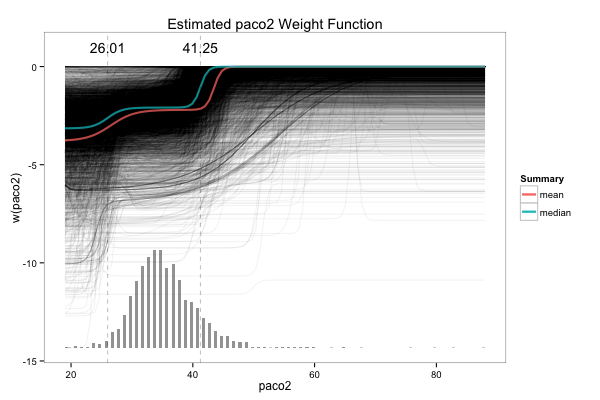 Estimated paco2 Weight Function
26.01 41.25
0
-5
-10
-15
w(paco2)
20 40 60 80
paco2
Summary
mean
median